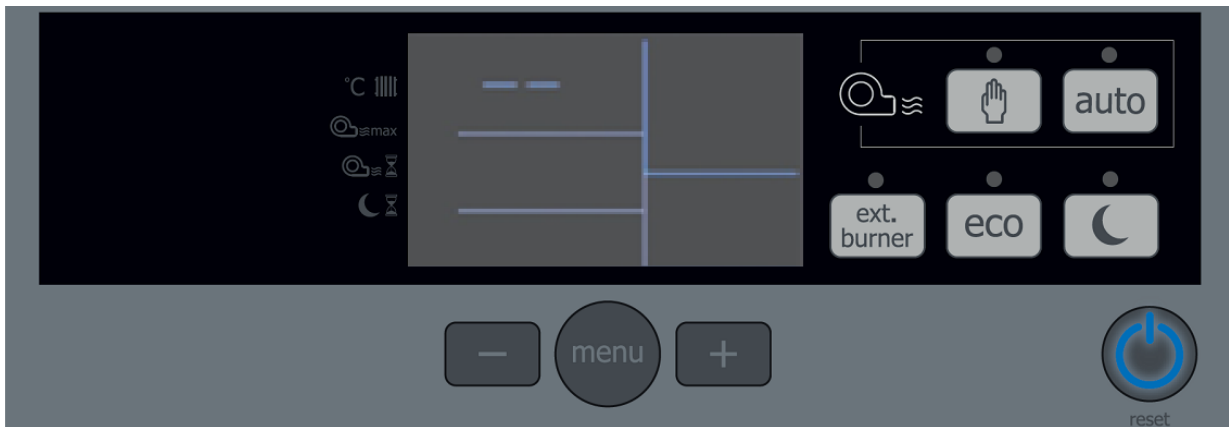 °C
max
auto
ext.
burner
eco
− menu +
reset